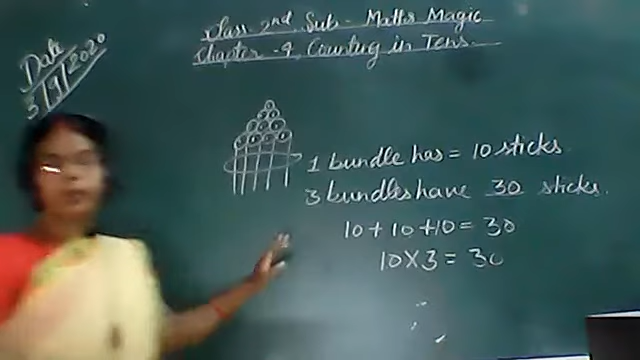 Date
3/9/2020
Class 2nd Sub - Maths Magic
Chapter - 4, Counting in Tens.
1 bundle has = 10 sticks
3 bundles have 30 sticks.
10 + 10 + 10 = 30
10 X 3 = 30